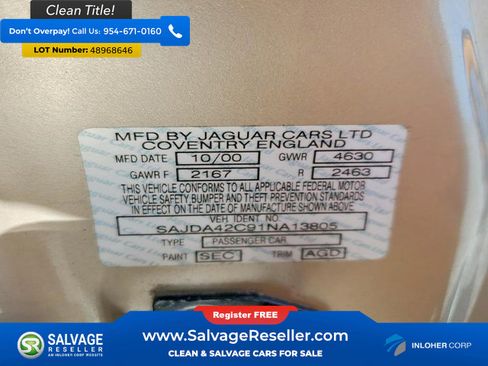 Clean Title!
Don't Overpay! Call Us: 954-671-0160
Lot Number: 48968646
MFD BY JAGUAR CARS LTD
COVENTRY ENGLAND
MFD DATE 10/00 GVWR 4630
GAWR F 2167 R 2463
THIS VEHICLE CONFORMS TO ALL APPLICABLE FEDERAL MOTOR
VEHICLE SAFETY BUMPER AND THEFT PREVENTION STANDARDS
IN EFFECT ON THE DATE OF MANUFACTURE SHOWN ABOVE
VEH IDENT NO.
SAJDA42C91NA13805
TYPE PASSENGER CAR
PAINT SEC TRIM AGD
Register FREE!
SALVAGE
RESELLER
AN INLOHER CORP WEBSITE
www.SalvageReseller.com
CLEAN & SALVAGE CARS FOR SALE
INLOHER CORP